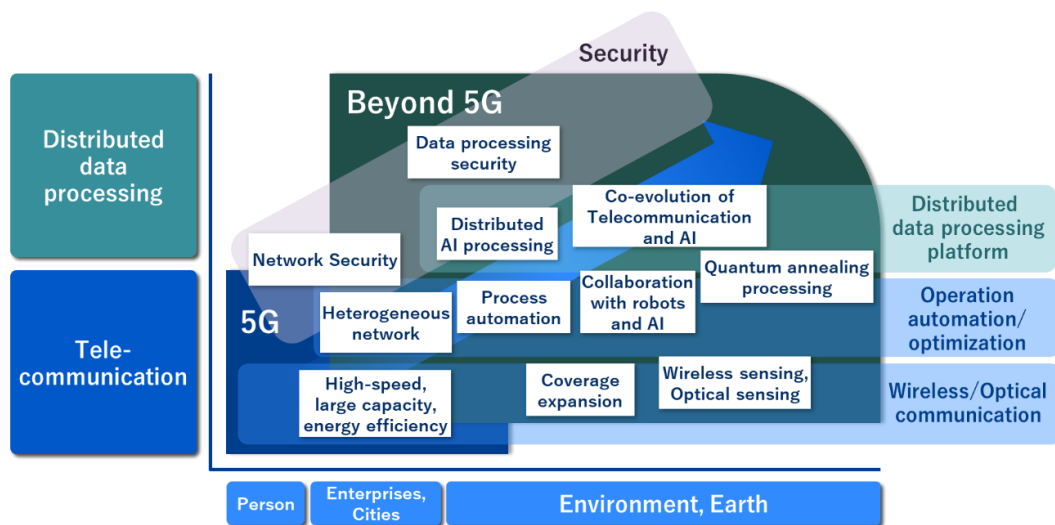 Security
Beyond 5G
Distributed
data
processing
Data processing
security
Co-evolution of
Telecommunication
and AI
Distributed
AI processing
Distributed
data processing
platform
Network Security
Quantum annealing
processing
Collaboration
with robots
and AI
Process
automation
5G
Heterogeneous
network
Operation
automation/
optimization
Tele-
communication
High-speed,
large capacity,
energy efficiency
Coverage
expansion
Wireless sensing,
Optical sensing
Wireless/Optical
communication
Person
Enterprises,
Cities
Environment, Earth